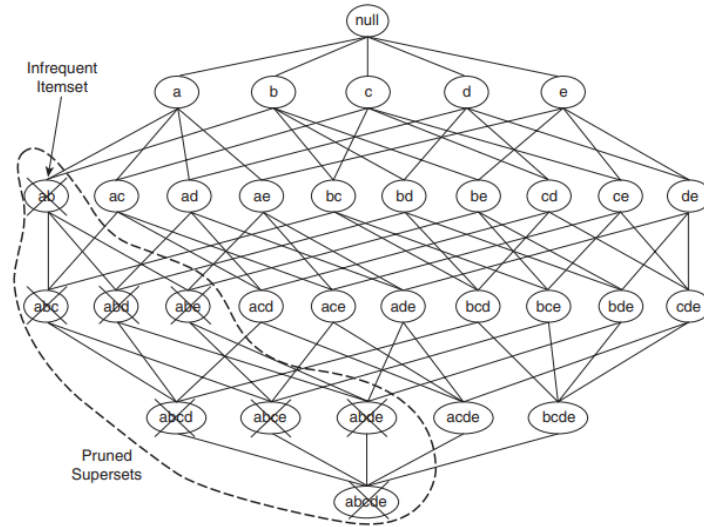 null
Infrequent
Itemset
a b c d e
ab ac ad ae bc bd be cd ce de
abc abd abe acd ace ade bcd bce bde cde
abcd abce abde acde bcde
Pruned
Supersets
abcde